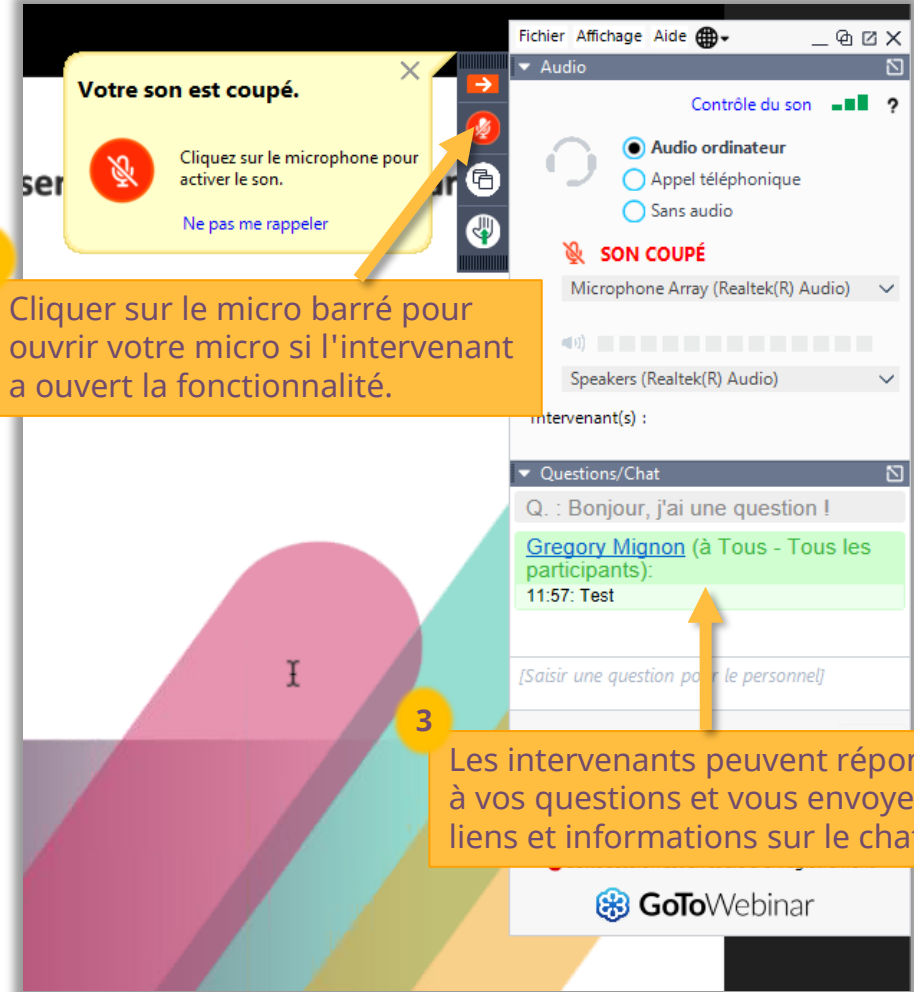 Fichier Affichage Aide
Audio
Votre son est coupé.
Contrôle du son ?
Cliquez sur le microphone pour
activer le son.
Ne pas me rappeler
ser
Audio ordinateur
Appel téléphonique
Sans audio
SON COUPÉ
Microphone Array (Realtek(R) Audio)
Speakers (Realtek(R) Audio)
Intervenant(s) :
Cliquer sur le micro barré pour
ouvrir votre micro si l'intervenant
a ouvert la fonctionnalité.
Questions/Chat
Q. : Bonjour, j'ai une question !
Gregory Mignon (à Tous - Tous les
participants):
11:57: Test
[Saisir une question pour le personnel]
3
Les intervenants peuvent répon
à vos questions et vous envoye
liens et informations sur le cha
GoToWebinar